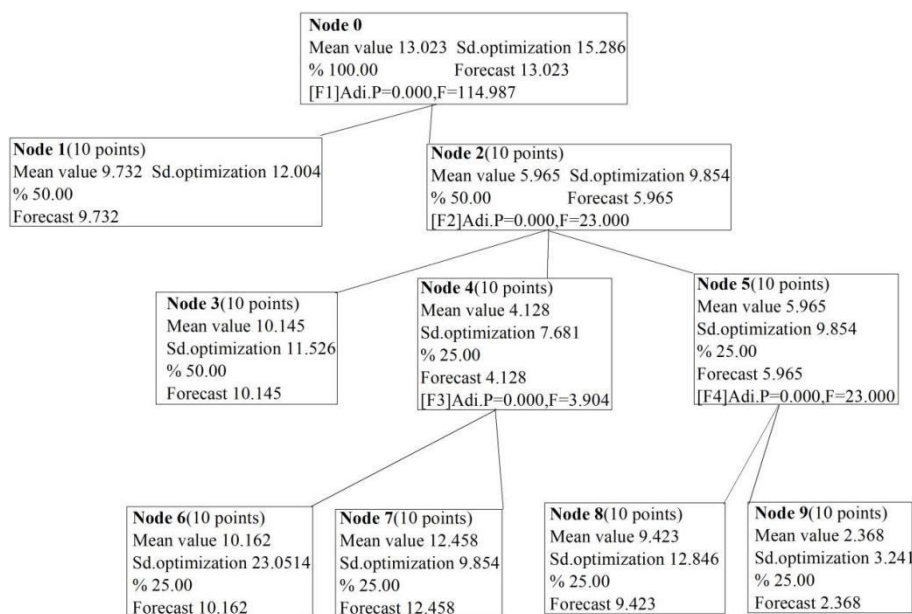 Node 0
Mean value 13.023 Sd.optimization 15.286
% 100.00 Forecast 13.023
[F1]Adi.P=0.000,F=114.987
Node 1(10 points)
Mean value 9.732 Sd.optimization 12.004
% 50.00
Forecast 9.732
Node 2(10 points)
Mean value 5.965 Sd.optimization 9.854
% 50.00 Forecast 5.965
[F2]Adi.P=0.000,F=23.000
Node 3(10 points)
Mean value 10.145
Sd.optimization 11.526
% 50.00
Forecast 10.145
Node 4(10 points)
Mean value 4.128
Sd.optimization 7.681
% 25.00
Forecast 4.128
[F3]Adi.P=0.000,F=3.904
Node 5(10 points)
Mean value 5.965
Sd.optimization 9.854
% 25.00
Forecast 5.965
[F4]Adi.P=0.000,F=23.000
Node 6(10 points)
Mean value 10.162
Sd.optimization 23.0514
% 25.00
Forecast 10.162
Node 7(10 points)
Mean value 12.458
Sd.optimization 9.854
% 25.00
Forecast 12.458
Node 8(10 points)
Mean value 9.423
Sd.optimization 12.846
% 25.00
Forecast 9.423
Node 9(10 points)
Mean value 2.368
Sd.optimization 3.241
% 25.00
Forecast 2.368